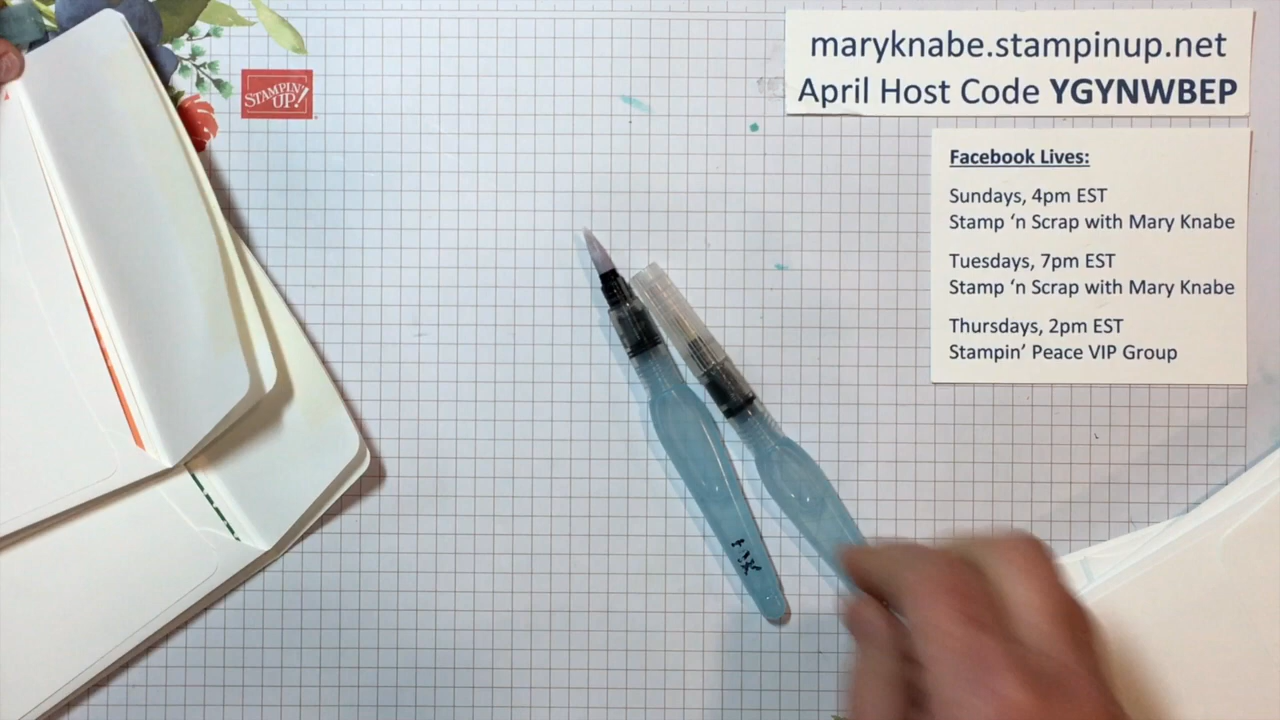 STAMPIN'
UP!
maryknabe.stampinup.net
April Host Code YGYNWBEP
Facebook Lives:
Sundays, 4pm EST
Stamp ‘n Scrap with Mary Knabe
Tuesdays, 7pm EST
Stamp ‘n Scrap with Mary Knabe
Thursdays, 2pm EST
Stampin’ Peace VIP Group